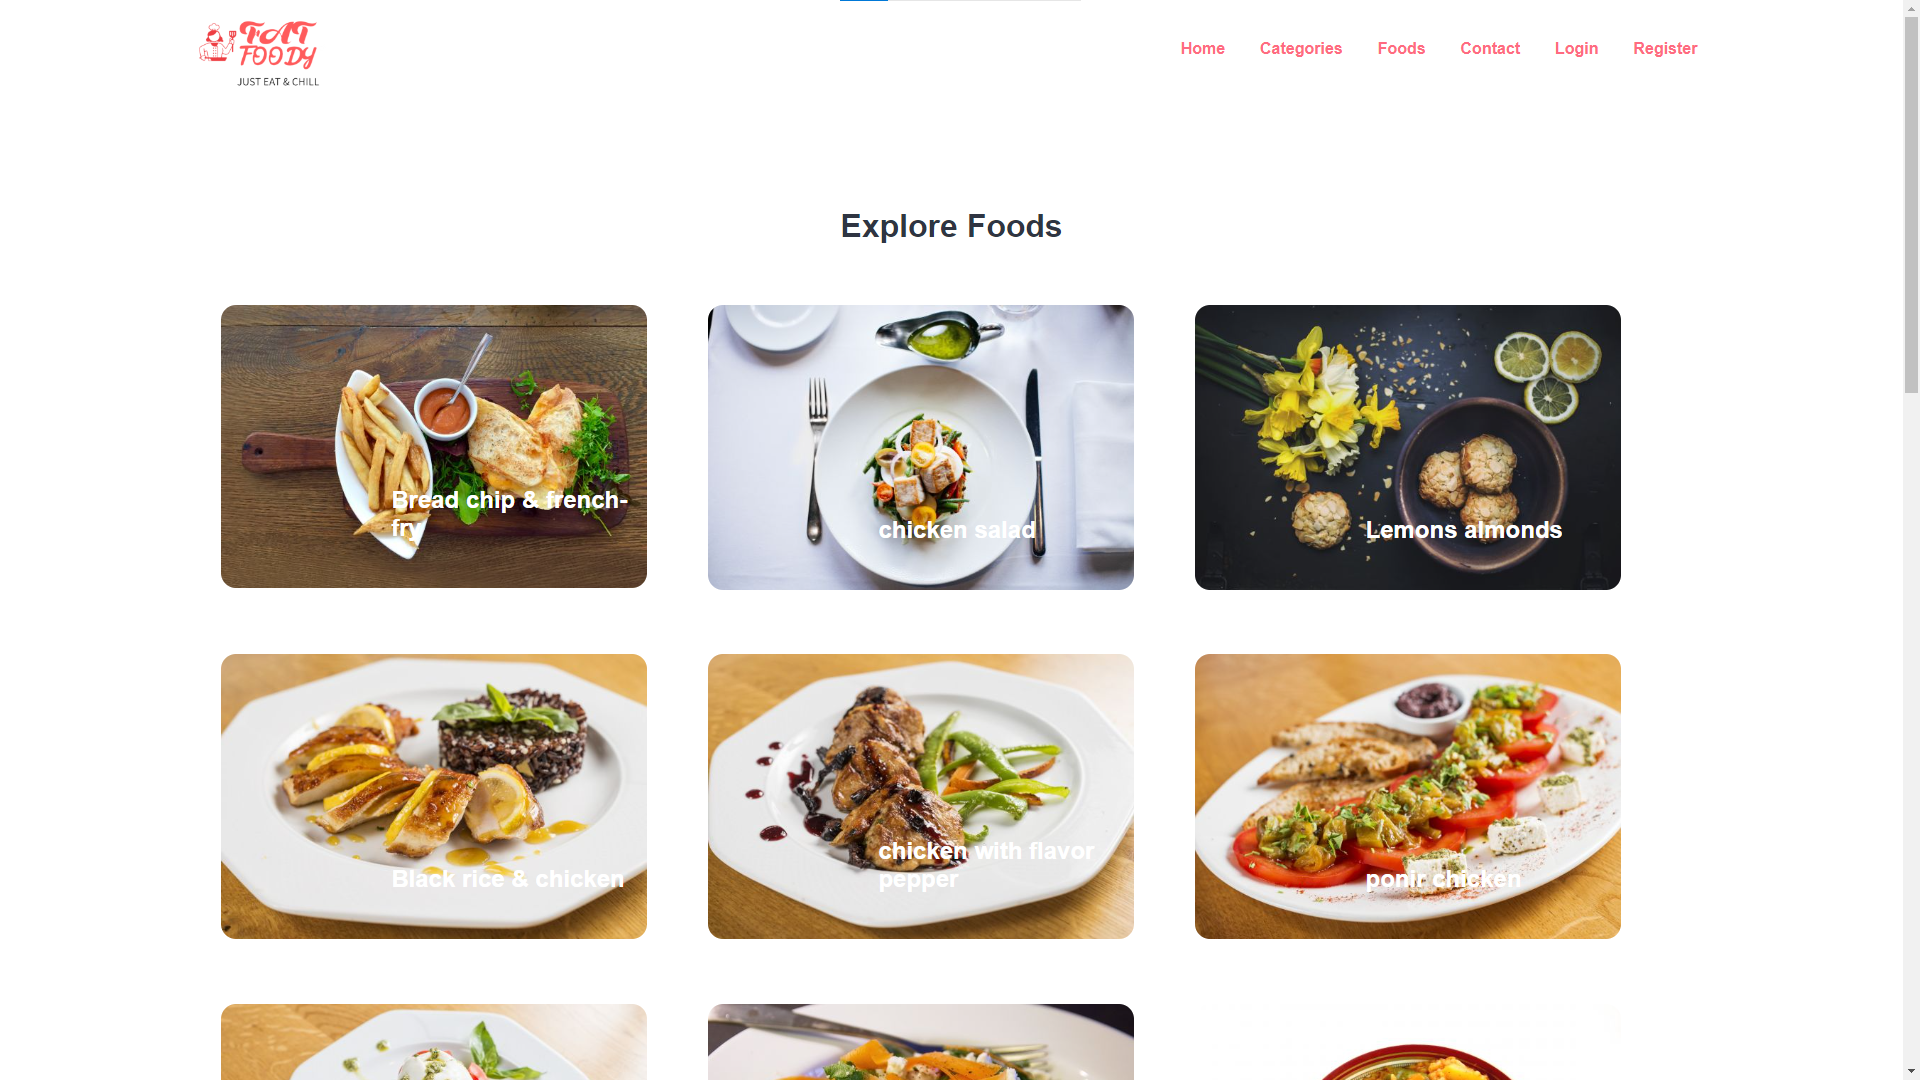 FAT
FOODY
JUST EAT & CHILL
Home Categories Foods Contact Login Register
Explore Foods
Bread chip & french-
fry
chicken salad
Lemons almonds
Black rice & chicken
chicken with flavor
pepper
ponir chicken